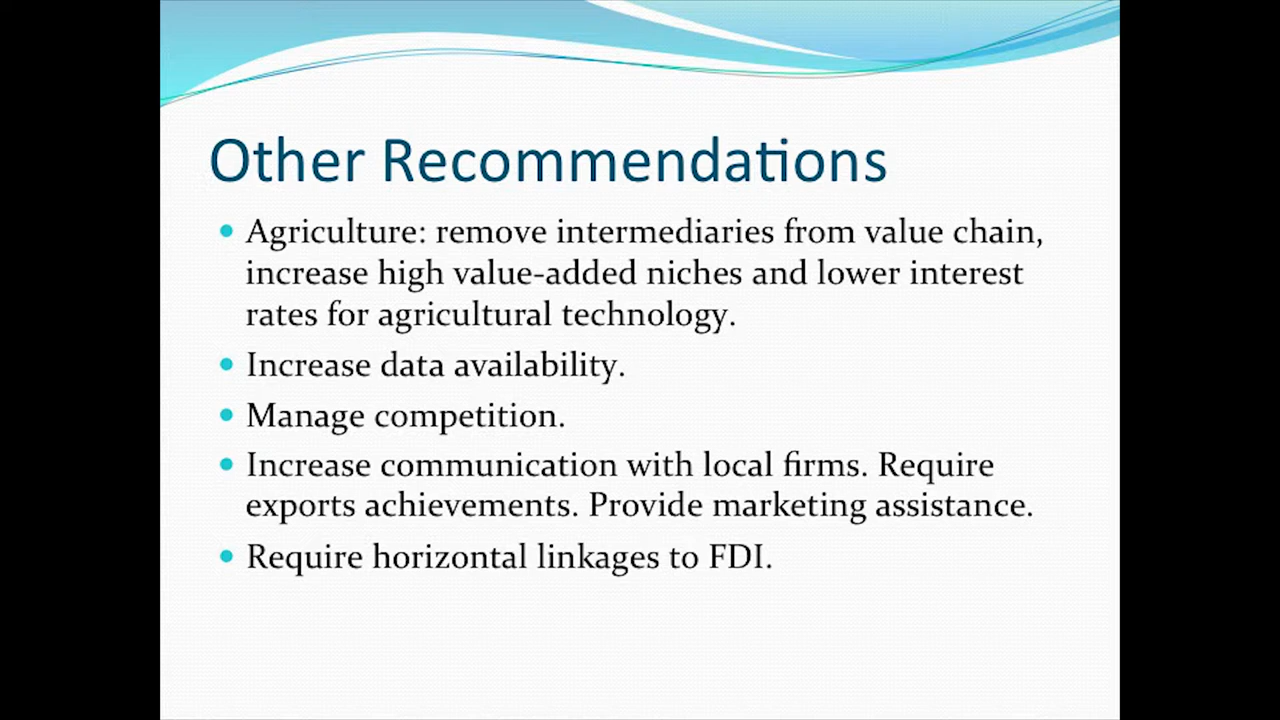 Other Recommendations
• Agriculture: remove intermediaries from value chain,
increase high value-added niches and lower interest
rates for agricultural technology.
• Increase data availability.
• Manage competition.
• Increase communication with local firms. Require
exports achievements. Provide marketing assistance.
• Require horizontal linkages to FDI.